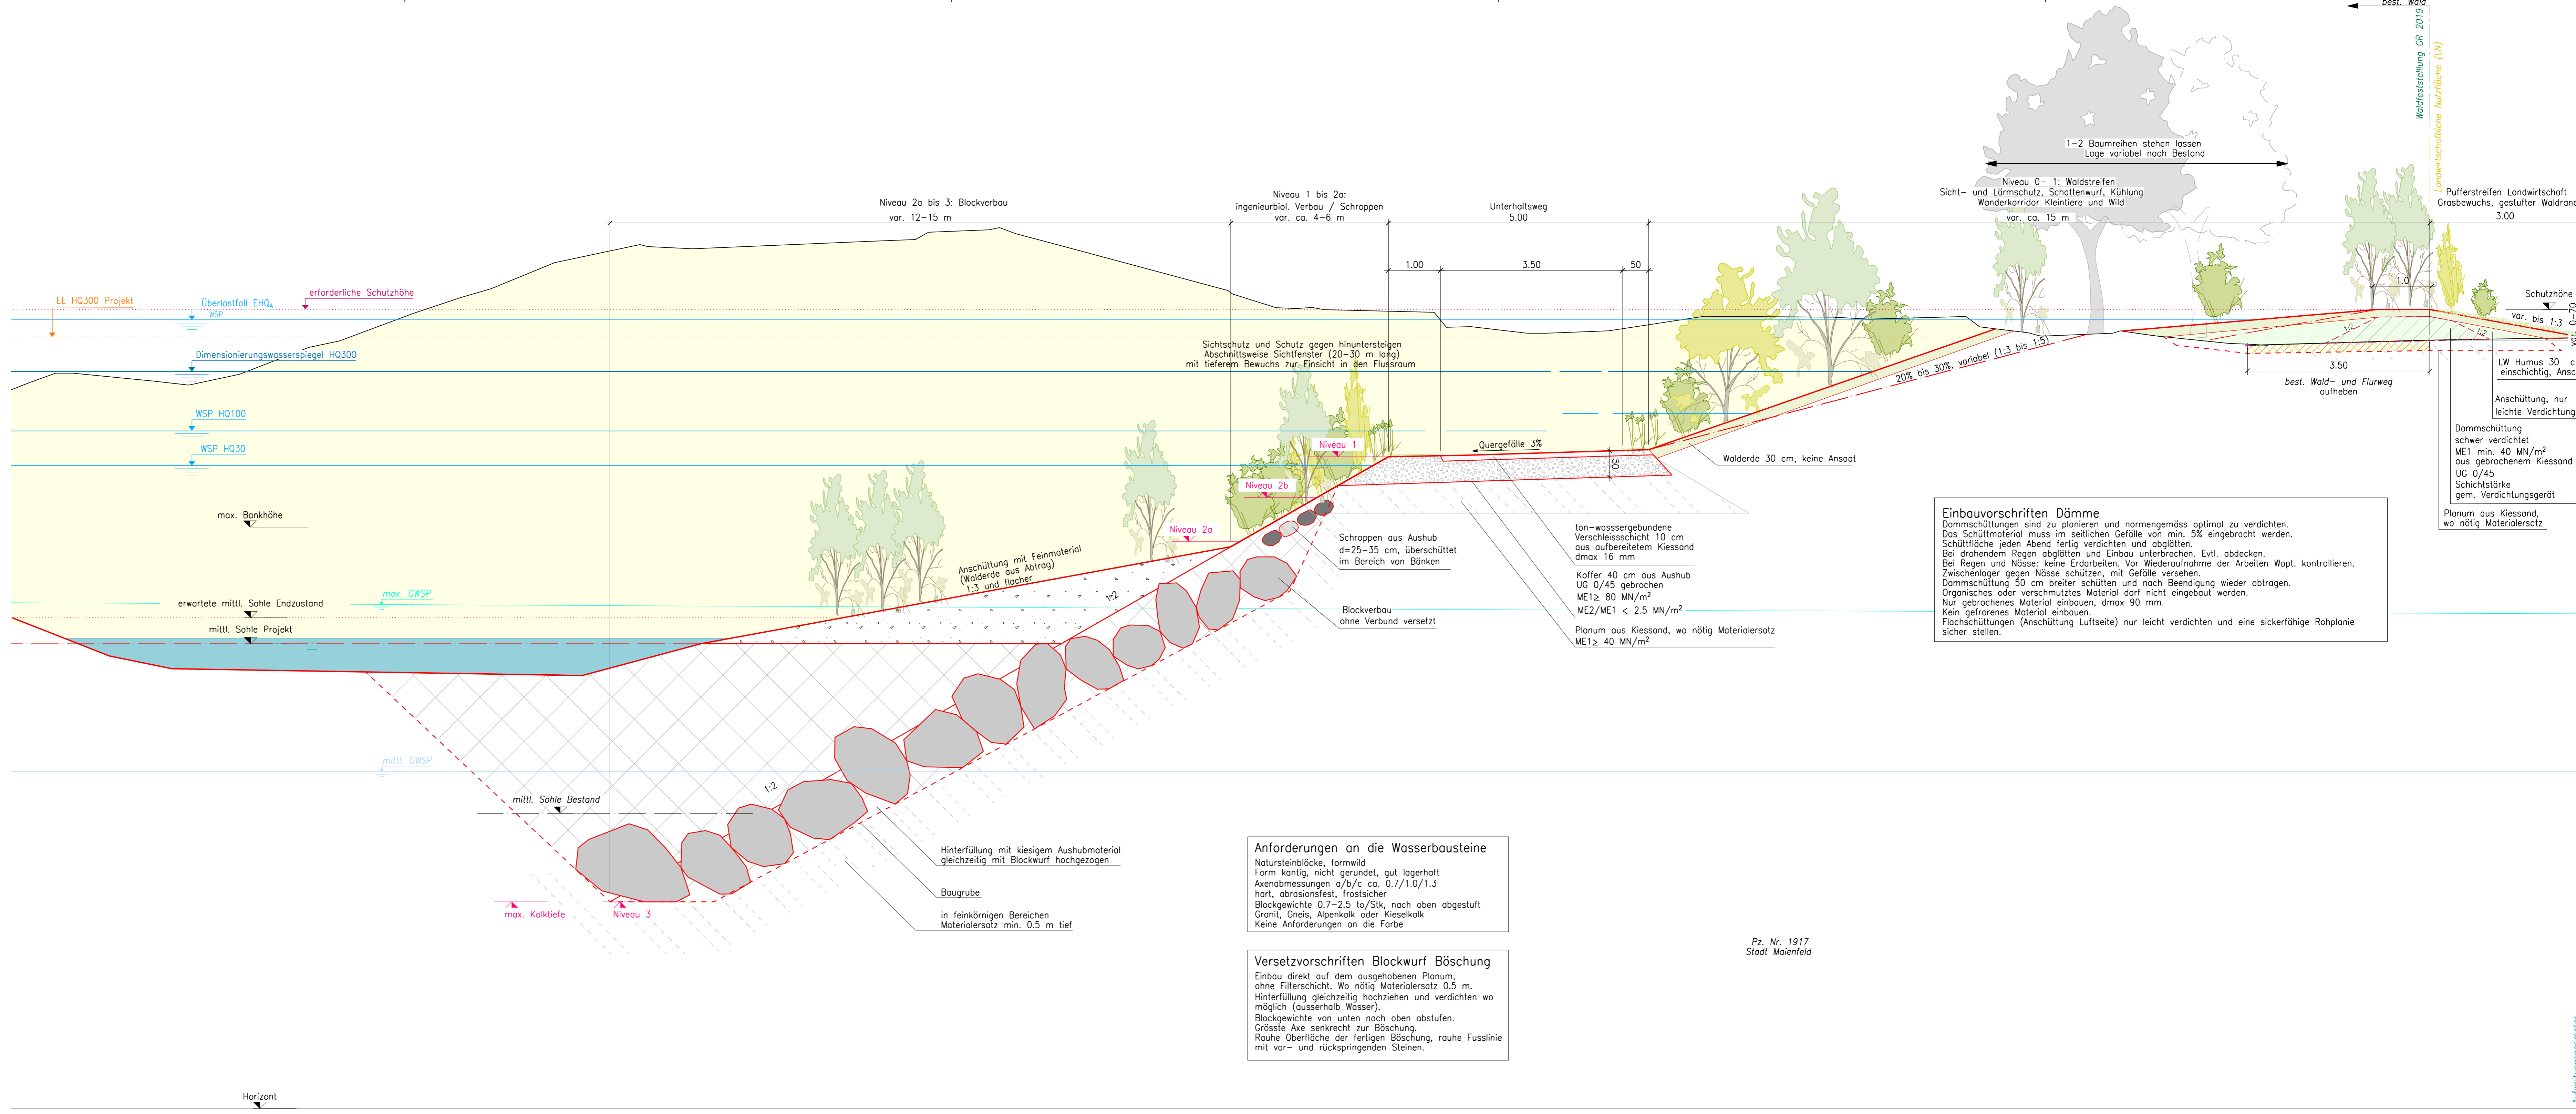 best. Wald
Waldfeststelllung GR 2019
Landwirtschaftliche Nutzfläche (LN)
1-2 Baumreihen stehen lassen
Lage variabel nach Bestand
Niveau 0- 1: Waldstreifen
Sicht- und Lärmschutz, Schattenwurf, Kühlung
Wanderkorridor Kleintiere und Wild
var. ca. 15 m
Pufferstreifen Landwirtschaft
Grasbewuchs, gestufter Waldrand
3.00
Niveau 2a bis 3: Blockverbau
var. 12-15 m
Niveau 1 bis 2a:
ingenieurbiol. Verbau / Schroppen
var. ca. 4-6 m
Unterhaltsweg
5.00
1.00
3.50
50
1.0
EL HQ300 Projekt
Überlastfall EHQA
WSP
erforderliche Schutzhöhe
Schutzhöhe
var. bis 1:3
var. 0-70
1:2
1:2
Dimensionierungswasserspiegel HQ300
Sichtschutz und Schutz gegen hinuntersteigen
Abschnittsweise Sichtfenster (20-30 m lang)
mit tieferem Bewuchs zur Einsicht in den Flussraum
20% bis 30%, variabel (1:3 bis 1:5)
3.50
best. Wald- und Flurweg
aufheben
LW Humus 30 c
einschichtig, Ansa
Anschüttung, nur
leichte Verdichtung
Dammschüttung
schwer verdichtet
ME1 min. 40 MN/m²
aus gebrochenem Kiessand
UG 0/45
Schichtstärke
gem. Verdichtungsgerät
Planum aus Kiessand,
wo nötig Materialersatz
WSP HQ100
WSP HQ30
Niveau 1
Quergefälle 3%
50
Walderde 30 cm, keine Ansaat
Niveau 2b
Niveau 2a
max. Bankhöhe
Schroppen aus Aushub
d=25-35 cm, überschüttet
im Bereich von Bänken
ton-wasssergebundene
Verschleissschicht 10 cm
aus aufbereitetem Kiessand
dmax 16 mm
Koffer 40 cm aus Aushub
UG 0/45 gebrochen
ME1≥ 80 MN/m²
ME2/ME1 ≤ 2.5 MN/m²
Planum aus Kiessand, wo nötig Materialersatz
ME1≥ 40 MN/m²
Einbauvorschriften Dämme
Dammschüttungen sind zu planieren und normengemäss optimal zu verdichten.
Das Schüttmaterial muss im seitlichen Gefälle von min. 5% eingebracht werden.
Schüttfläche jeden Abend fertig verdichten und abglätten.
Bei drohendem Regen abglätten und Einbau unterbrechen. Evtl. abdecken.
Bei Regen und Nässe: keine Erdarbeiten. Vor Wiederaufnahme der Arbeiten Wopt. kontrollieren.
Zwischenlager gegen Nässe schützen, mit Gefälle versehen.
Dammschüttung 50 cm breiter schütten und nach Beendigung wieder abtragen.
Organisches oder verschmutztes Material darf nicht eingebaut werden.
Nur gebrochenes Material einbauen, dmax 90 mm.
Kein gefrorenes Material einbauen.
Flachschüttungen (Anschüttung Luftseite) nur leicht verdichten und eine sickerfähige Rohplanie
sicher stellen.
Anschüttung mit Feinmaterial
(Walderde aus Abtrag)
1:3 und flacher
max. GWSP
erwartete mittl. Sohle Endzustand
mittl. Sohle Projekt
1:2
Blockverbau
ohne Verbund versetzt
mittl. GWSP
1:2
mittl. Sohle Bestand
Hinterfüllung mit kiesigem Aushubmaterial
gleichzeitig mit Blockwurf hochgezogen
Baugrube
in feinkörnigen Bereichen
Materialersatz min. 0.5 m tief
max. Kolktiefe
Niveau 3
Anforderungen an die Wasserbausteine
Natursteinblöcke, formwild
Form kantig, nicht gerundet, gut lagerhaft
Axenabmessungen a/b/c ca. 0.7/1.0/1.3
hart, abrasionsfest, frostsicher
Blockgewichte 0.7-2.5 to/Stk, nach oben abgestuft
Granit, Gneis, Alpenkalk oder Kieselkalk
Keine Anforderungen an die Farbe
Pz. Nr. 1917
Stadt Maienfeld
Versetzvorschriften Blockwurf Böschung
Einbau direkt auf dem ausgehobenen Planum,
ohne Filterschicht. Wo nötig Materialersatz 0.5 m.
Hinterfüllung gleichzeitig hochziehen und verdichten wo
möglich (ausserhalb Wasser).
Blockgewichte von unten nach oben abstufen.
Grösste Axe senkrecht zur Böschung.
Rauhe Oberfläche der fertigen Böschung, rauhe Fusslinie
mit vor- und rückspringenden Steinen.
Horizont